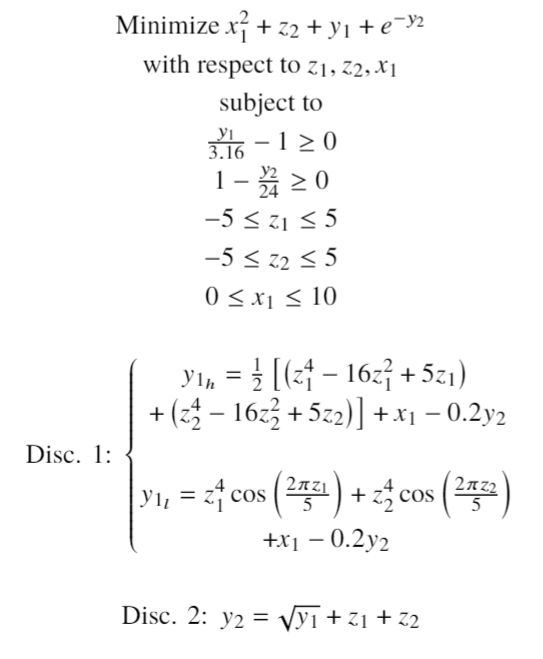 Minimize x₁² + z₂ + y₁ + e^{−y₂}
with respect to z₁, z₂, x₁
subject to
y₁/3.16 − 1 ≥ 0
1 − y₂/24 ≥ 0
−5 ≤ z₁ ≤ 5
−5 ≤ z₂ ≤ 5
0 ≤ x₁ ≤ 10
y₁ₕ = 1/2 [(z₁⁴ − 16z₁² + 5z₁)
+ (z₂⁴ − 16z₂² + 5z₂)] + x₁ − 0.2y₂
Disc. 1:
y₁ₗ = z₁⁴ cos (2πz₁/5) + z₂⁴ cos (2πz₂/5)
+x₁ − 0.2y₂
Disc. 2: y₂ = √y₁ + z₁ + z₂